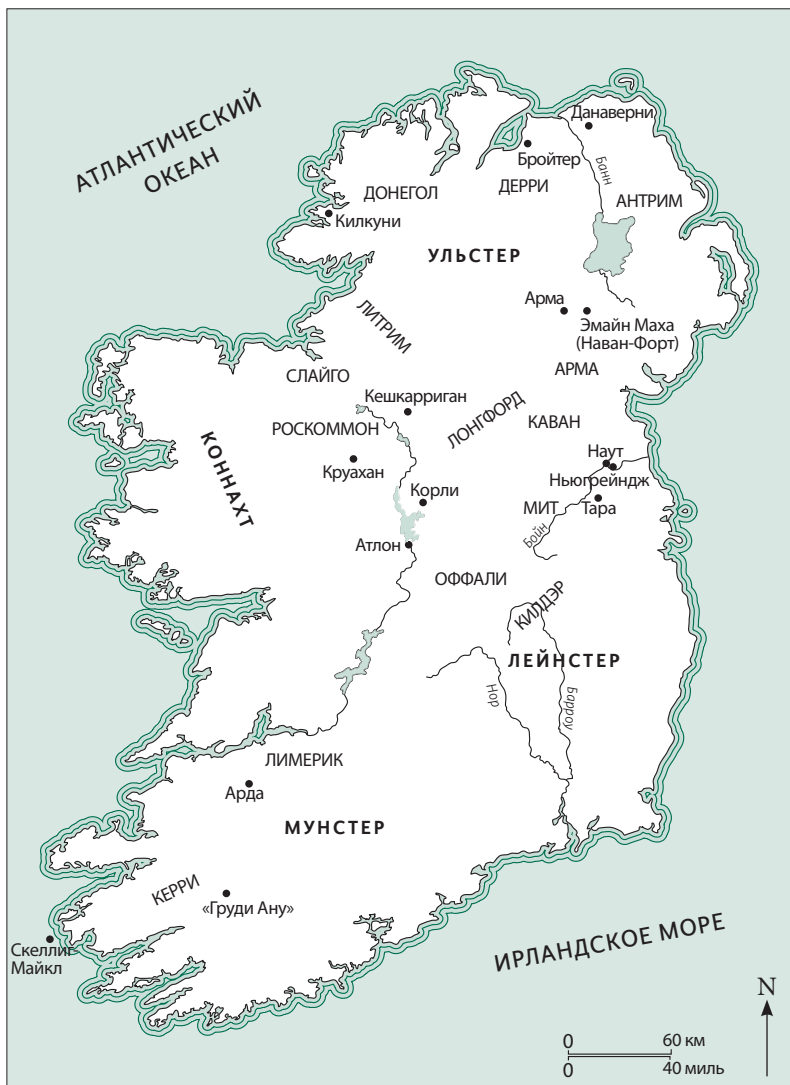 АТЛАНТИЧЕСКИЙ
ОКЕАН
Данаверни
Бройтер
Банн
ДОНЕГОЛ
ДЕРРИ
АНТРИМ
Килкуни
УЛЬСТЕР
Арма
Эмайн Маха
(Наван-Форт)
ЛИТРИМ
АРМА
СЛАЙГО
Кешкарриган
ЛОНГФОРД
КАВАН
РОСКОММОН
КОННАХТ
Круахан
Наут
Ньюгрейндж
Корли
МИТ
Тара
Бойн
Атлон
ОФФАЛИ
КИЛДЭР
ЛЕЙНСТЕР
Нор
Барроу
ЛИМЕРИК
Арда
МУНСТЕР
КЕРРИ
«Груди Ану»
Скеллиг
Майкл
ИРЛАНДСКОЕ МОРЕ
N
0 60 км
0 40 миль